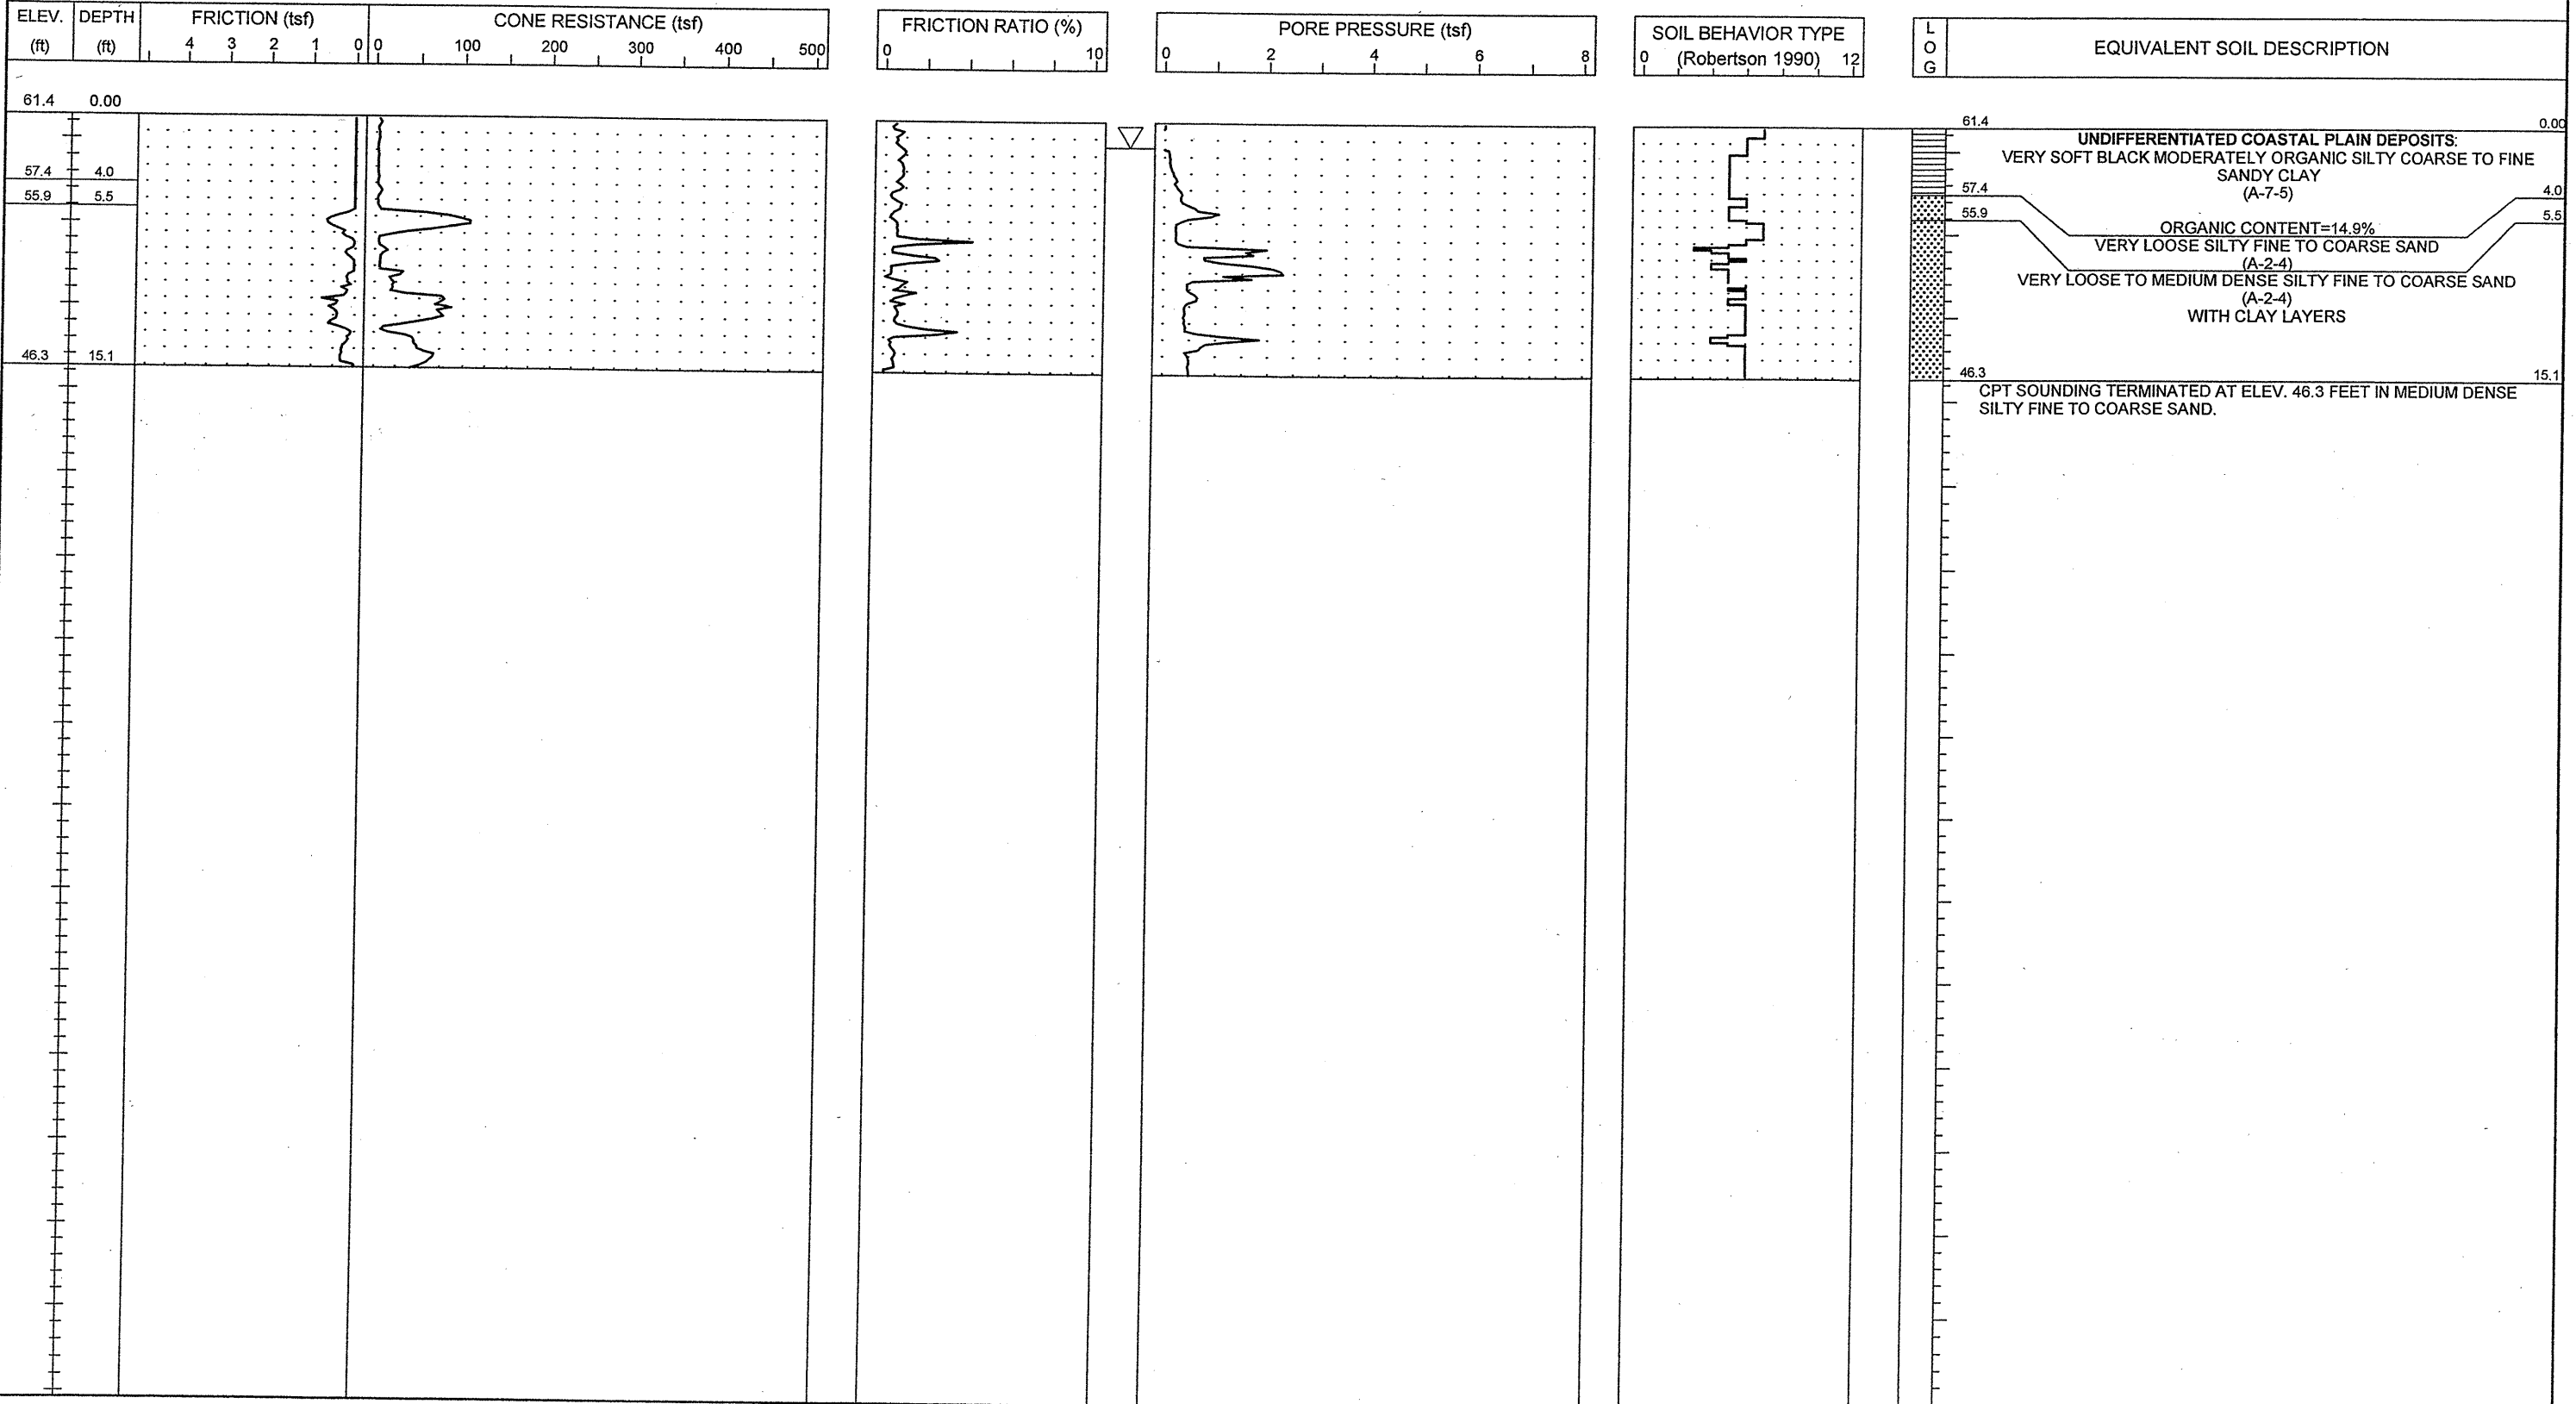 ELEV. DEPTH FRICTION (tsf) CONE RESISTANCE (tsf) FRICTION RATIO (%) PORE PRESSURE (tsf) SOIL BEHAVIOR TYPE L
(ft) (ft) 4 3 2 1 0 0 100 200 300 400 500 0 10 0 2 4 6 8 0 (Robertson 1990) 12 O EQUIVALENT SOIL DESCRIPTION
G
61.4 0.00
57.4 4.0
55.9 5.5
46.3 15.1
61.4 0.00
UNDIFFERENTIATED COASTAL PLAIN DEPOSITS:
VERY SOFT BLACK MODERATELY ORGANIC SILTY COARSE TO FINE
SANDY CLAY
57.4 (A-7-5) 4.0
55.9 5.5
ORGANIC CONTENT=14.9%
VERY LOOSE SILTY FINE TO COARSE SAND
(A-2-4)
VERY LOOSE TO MEDIUM DENSE SILTY FINE TO COARSE SAND
(A-2-4)
WITH CLAY LAYERS
46.3 15.1
CPT SOUNDING TERMINATED AT ELEV. 46.3 FEET IN MEDIUM DENSE
SILTY FINE TO COARSE SAND.